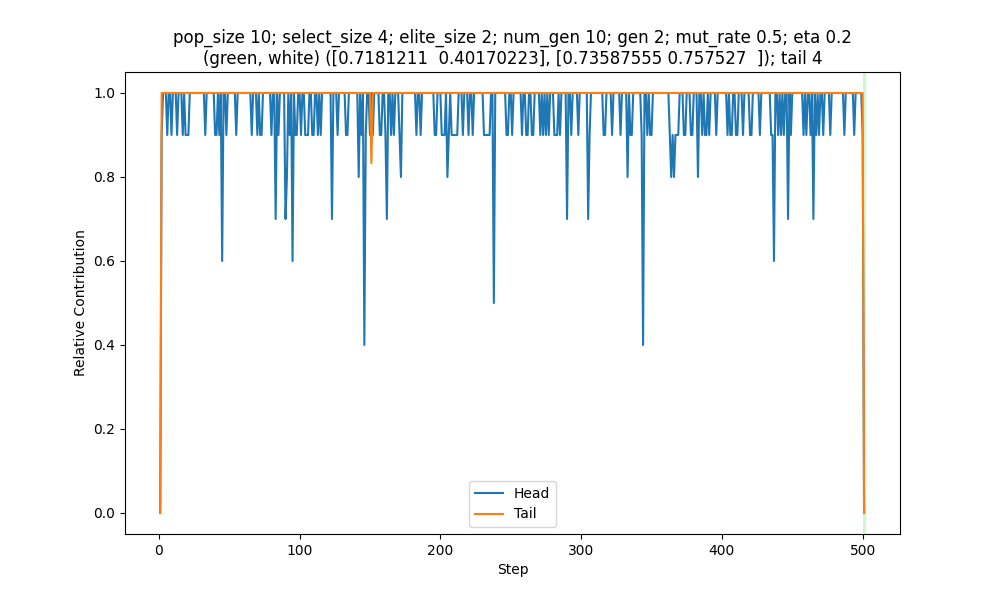 pop_size 10; select_size 4; elite_size 2; num_gen 10; gen 2; mut_rate 0.5; eta 0.2
(green, white) ([0.7181211  0.40170223], [0.73587555 0.757527  ]); tail 4
1.0
0.8
0.6
0.4
0.2
0.0
Relative Contribution
Head
Tail
0
100
200
300
400
500
Step